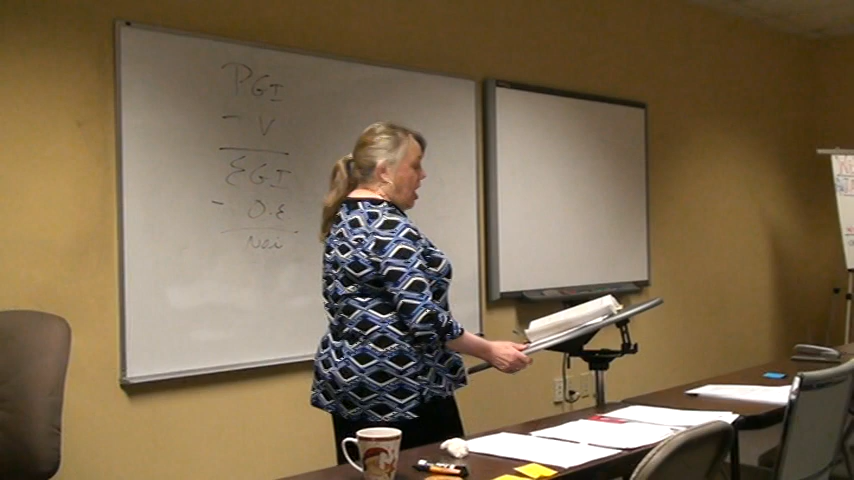 PGI
- V
EGI
- O.E
NOI